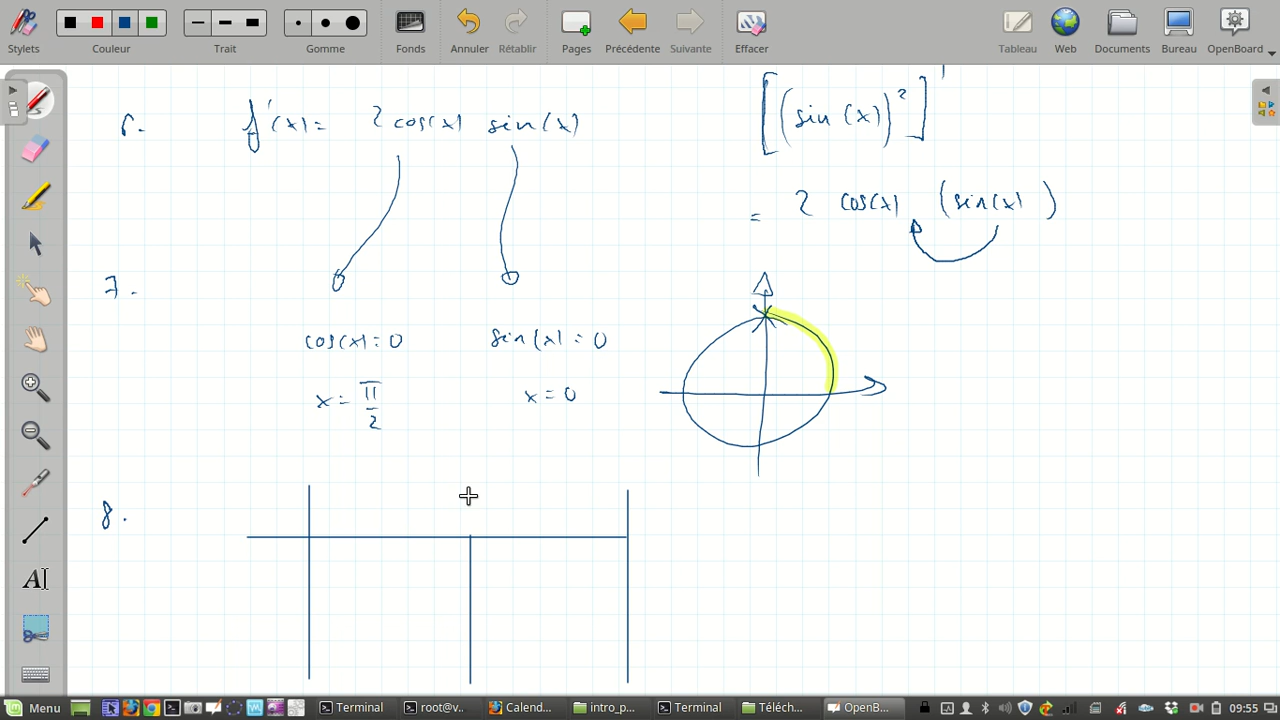 Stylets Couleur Trait Gomme Fonds Annuler Rétablir Pages Précédente Suivante Effacer Tableau Web Documents Bureau OpenBoard
6. f'(x) = 2 cos(x) sin(x)
[(sin(x))²]'
= 2 cos(x) (sin(x) )
7.
cos(x) = 0 sin(x) = 0
x = π/2 x = 0
8.
A
Menu Terminal root@v... Calend... intro_p... Terminal Téléch... OpenB... 09:55